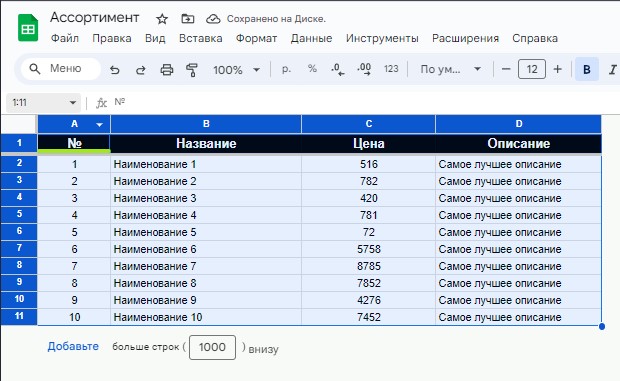 Ассортимент Сохранено на Диске.
Файл Правка Вид Вставка Формат Данные Инструменты Расширения Справка
Меню 100% р. % .0 .00 123 По ум... − 12 + B I
1:11 fx №
A B C D
1 № Название Цена Описание
2 1 Наименование 1 516 Самое лучшее описание
3 2 Наименование 2 782 Самое лучшее описание
4 3 Наименование 3 420 Самое лучшее описание
5 4 Наименование 4 781 Самое лучшее описание
6 5 Наименование 5 72 Самое лучшее описание
7 6 Наименование 6 5758 Самое лучшее описание
8 7 Наименование 7 8785 Самое лучшее описание
9 8 Наименование 8 7852 Самое лучшее описание
10 9 Наименование 9 4276 Самое лучшее описание
11 10 Наименование 10 7452 Самое лучшее описание
Добавьте больше строк ( 1000 ) внизу